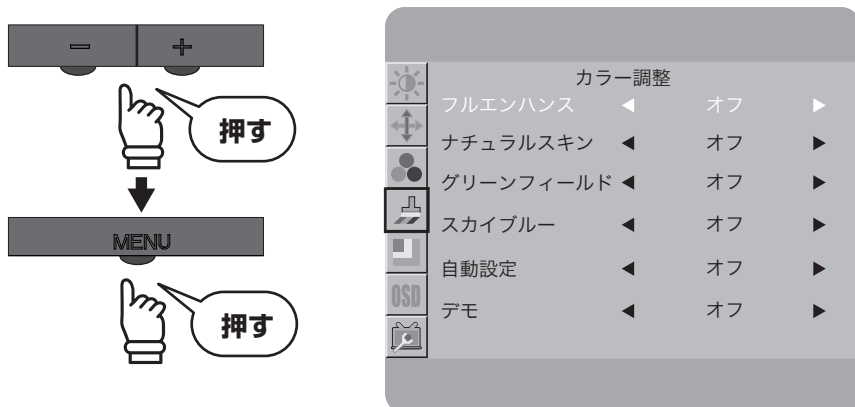 − +
押す
MENU
押す
カラー調整
フルエンハンス ◀ オフ ▶
ナチュラルスキン ◀ オフ ▶
グリーンフィールド ◀ オフ ▶
スカイブルー ◀ オフ ▶
自動設定 ◀ オフ ▶
デモ ◀ オフ ▶
OSD